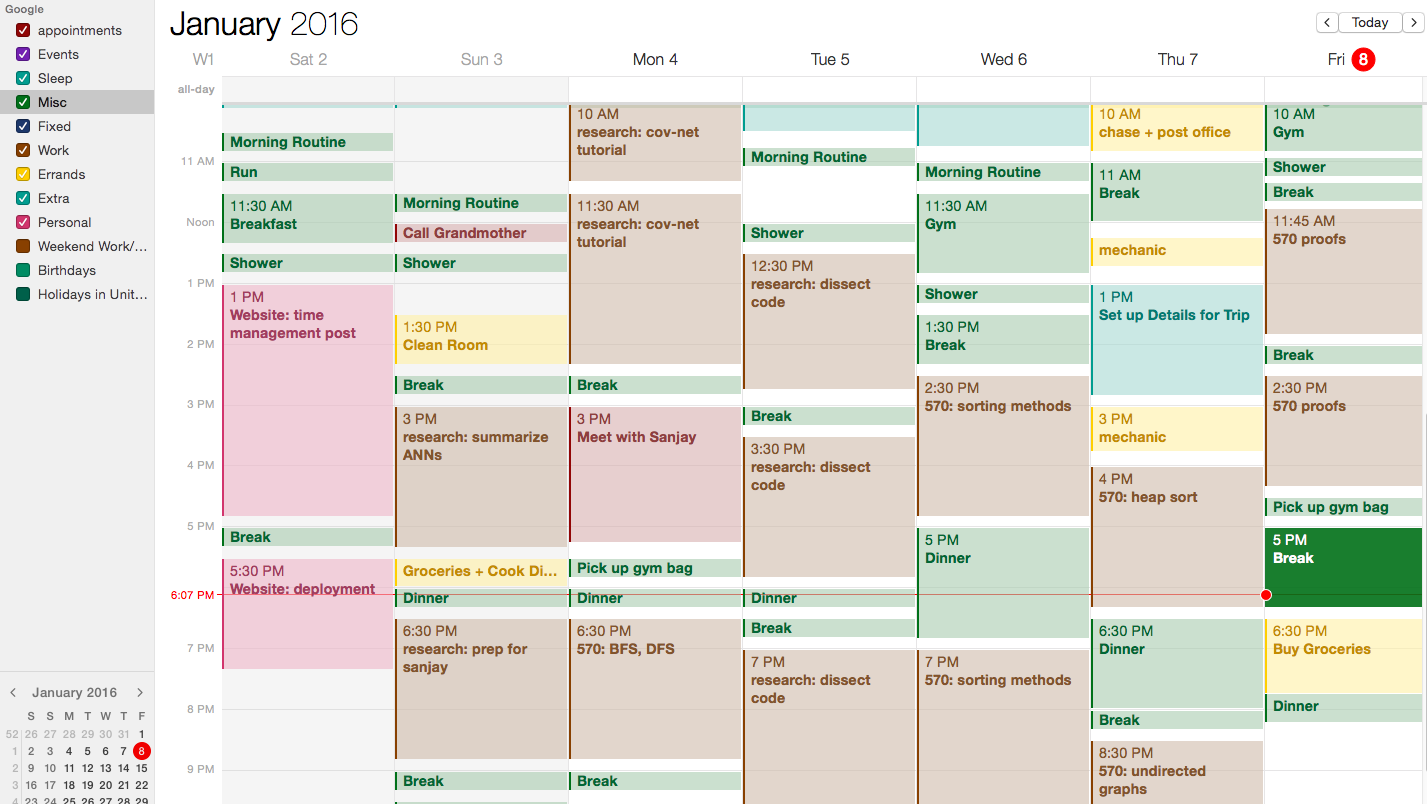 Google
appointments
Events
Sleep
Misc
Fixed
Work
Errands
Extra
Personal
Weekend Work/...
Birthdays
Holidays in Unit...
January 2016
S S M T W T F
52 26 27 28 29 30 31 1
1 2 3 4 5 6 7 8
2 9 10 11 12 13 14 15
3 16 17 18 19 20 21 22
4 23 24 25 26 27 28 29
January 2016
Today
W1 Sat 2 Sun 3 Mon 4 Tue 5 Wed 6 Thu 7 Fri 8
all-day
11 AM
Noon
1 PM
2 PM
3 PM
4 PM
5 PM
6:07 PM
7 PM
8 PM
9 PM
Morning Routine
Run
11:30 AM
Breakfast
Shower
1 PM
Website: time
management post
Break
5:30 PM
Website: deployment
Morning Routine
Call Grandmother
Shower
1:30 PM
Clean Room
Break
3 PM
research: summarize
ANNs
Groceries + Cook Di...
Dinner
6:30 PM
research: prep for
sanjay
Break
10 AM
research: cov-net
tutorial
11:30 AM
research: cov-net
tutorial
Break
3 PM
Meet with Sanjay
Pick up gym bag
Dinner
6:30 PM
570: BFS, DFS
Break
Morning Routine
Shower
12:30 PM
research: dissect
code
Break
3:30 PM
research: dissect
code
Dinner
Break
7 PM
research: dissect
code
Morning Routine
11:30 AM
Gym
Shower
1:30 PM
Break
2:30 PM
570: sorting methods
5 PM
Dinner
7 PM
570: sorting methods
10 AM
chase + post office
11 AM
Break
mechanic
1 PM
Set up Details for Trip
3 PM
mechanic
4 PM
570: heap sort
6:30 PM
Dinner
Break
8:30 PM
570: undirected
graphs
10 AM
Gym
Shower
Break
11:45 AM
570 proofs
Break
2:30 PM
570 proofs
Pick up gym bag
5 PM
Break
6:30 PM
Buy Groceries
Dinner